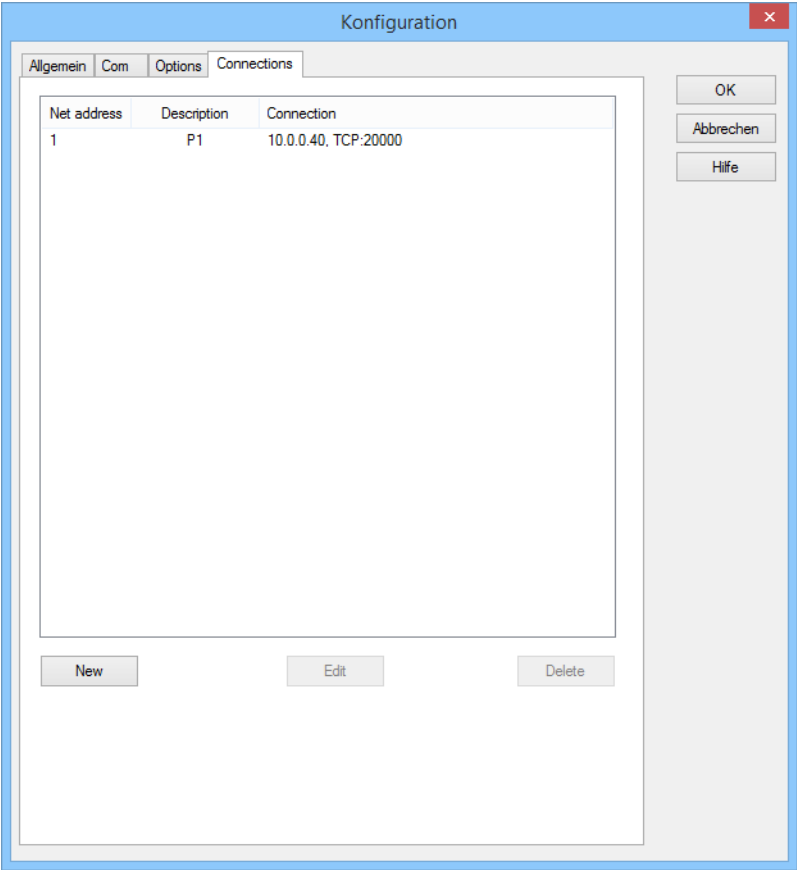 Konfiguration
Allgemein Com Options Connections
OK
Abbrechen
Hilfe
Net address Description Connection
1 P1 10.0.0.40, TCP:20000
New Edit Delete